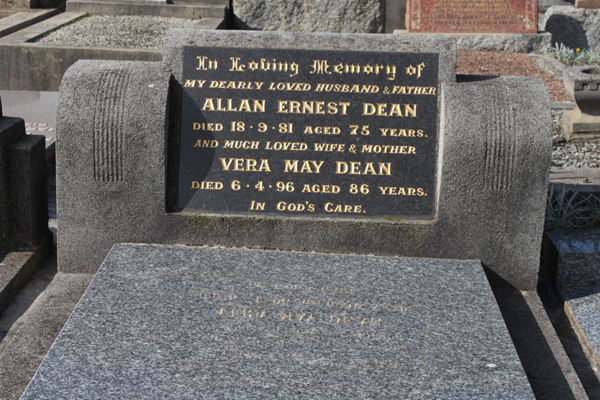 In Loving Memory of
MY DEARLY LOVED HUSBAND & FATHER
ALLAN ERNEST DEAN
DIED 18·9·81 AGED 75 YEARS.
AND MUCH LOVED WIFE & MOTHER
VERA MAY DEAN
DIED 6·4·96 AGED 86 YEARS.
IN GOD'S CARE.